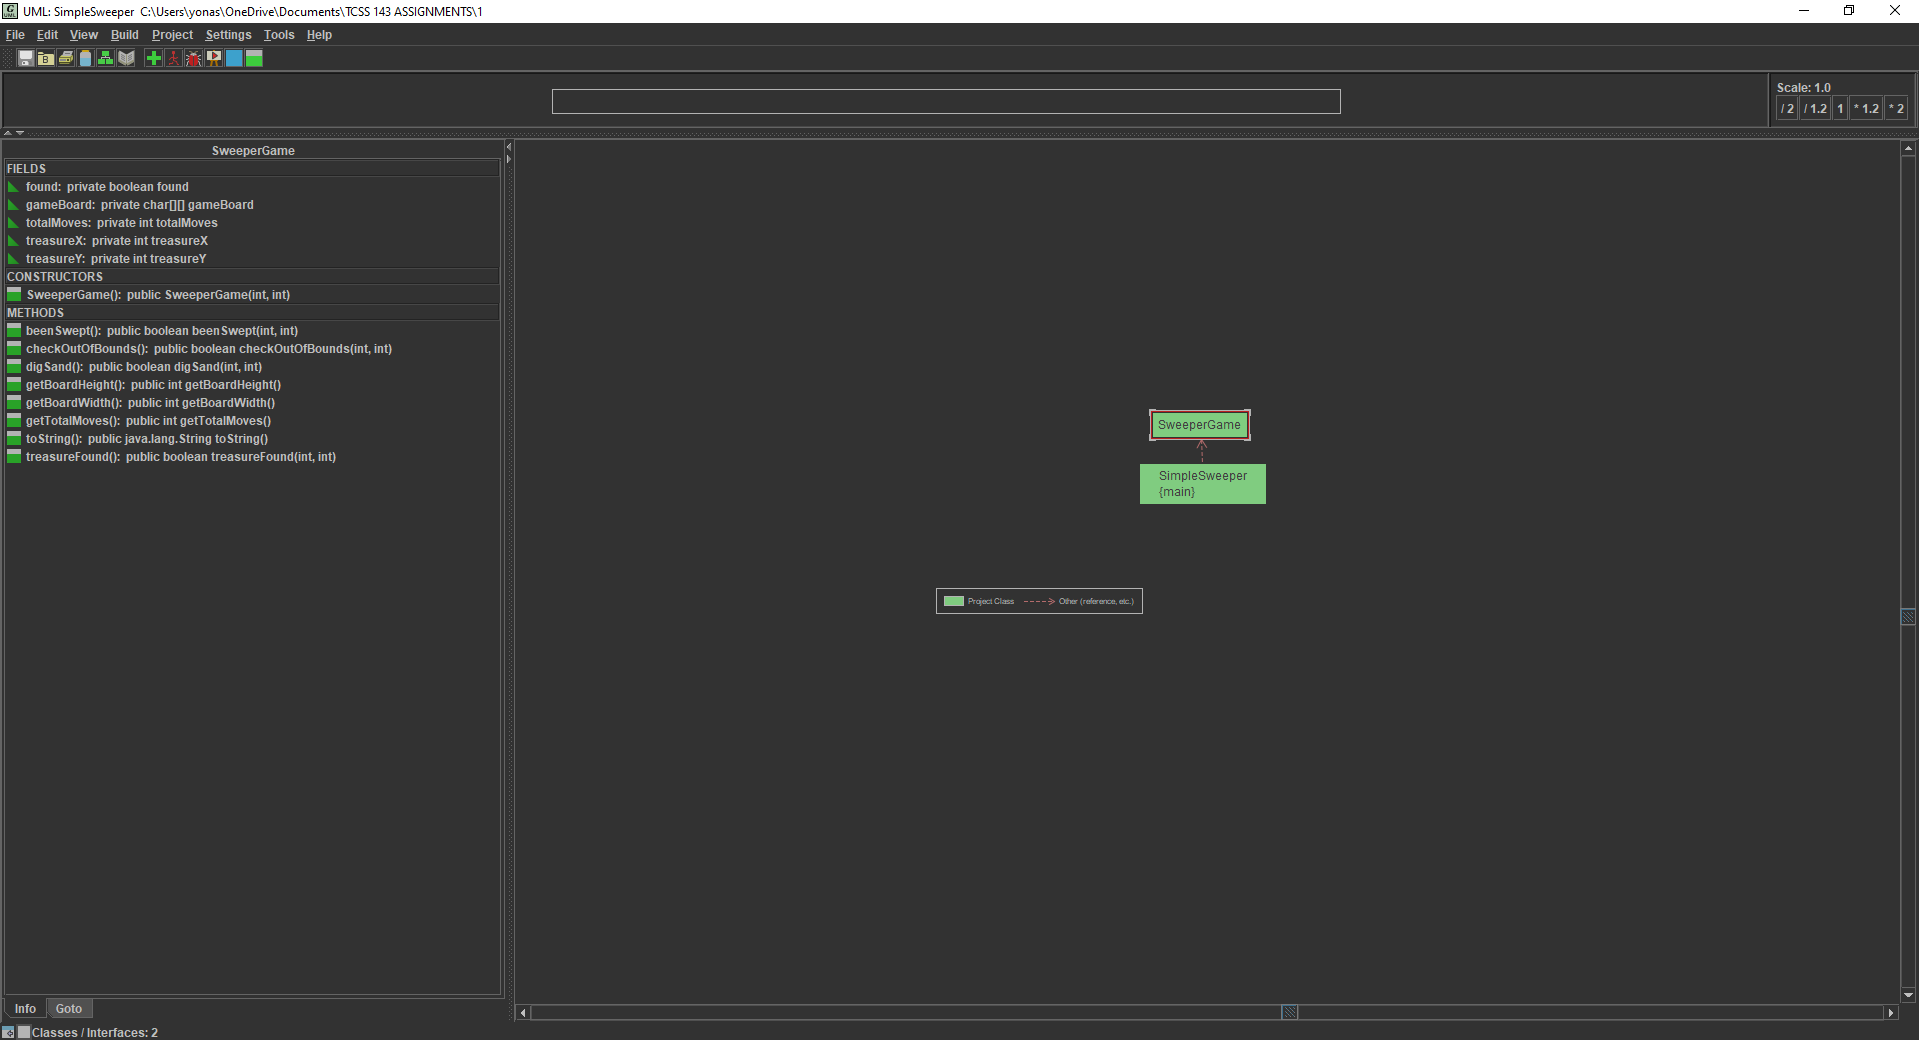 UML: SimpleSweeper C:\Users\yonas\OneDrive\Documents\TCSS 143 ASSIGNMENTS\1
File Edit View Build Project Settings Tools Help
Scale: 1.0
/ 2 / 1.2 1 * 1.2 * 2
SweeperGame
FIELDS
found: private boolean found
gameBoard: private char[][] gameBoard
totalMoves: private int totalMoves
treasureX: private int treasureX
treasureY: private int treasureY
CONSTRUCTORS
SweeperGame(): public SweeperGame(int, int)
METHODS
beenSwept(): public boolean beenSwept(int, int)
checkOutOfBounds(): public boolean checkOutOfBounds(int, int)
digSand(): public boolean digSand(int, int)
getBoardHeight(): public int getBoardHeight()
getBoardWidth(): public int getBoardWidth()
getTotalMoves(): public int getTotalMoves()
toString(): public java.lang.String toString()
treasureFound(): public boolean treasureFound(int, int)
SweeperGame
SimpleSweeper
{main}
Project Class Other (reference, etc.)
Info Goto
Classes / Interfaces: 2